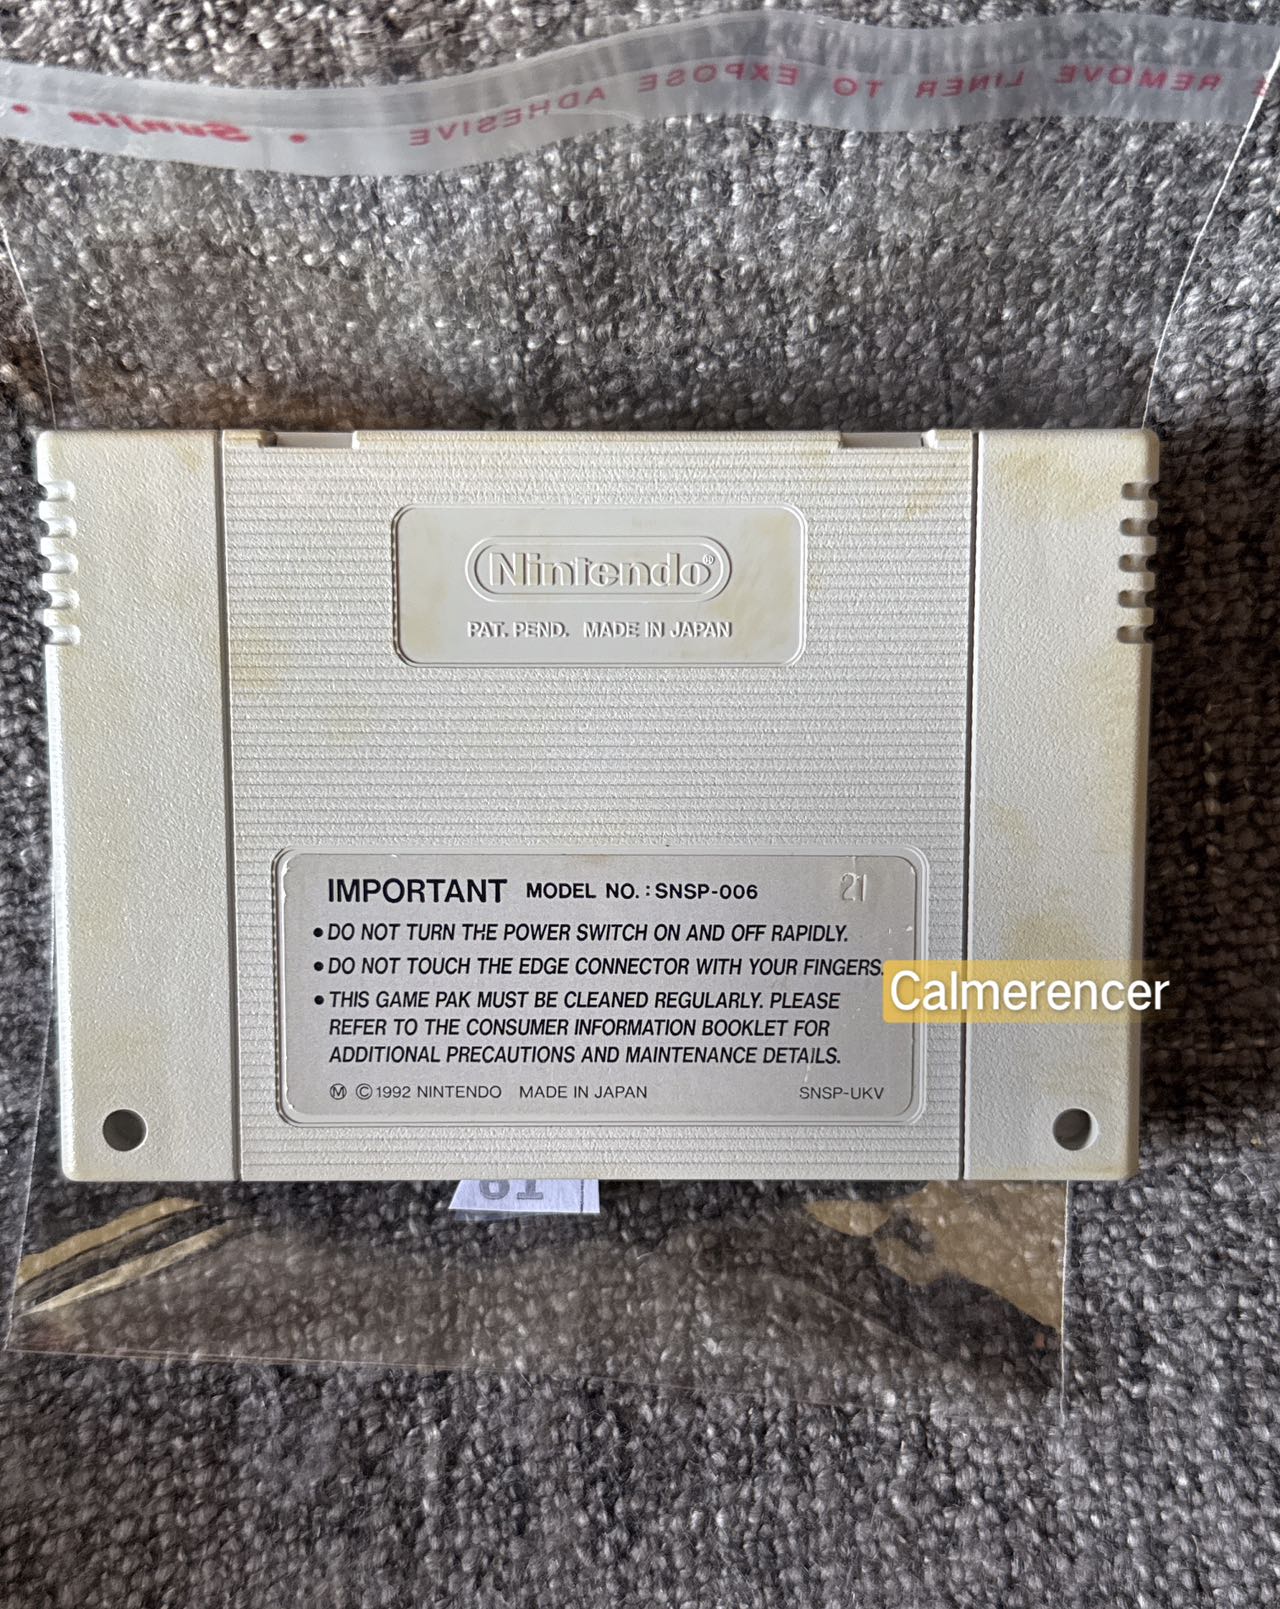 REMOVE LINER TO EXPOSE ADHESIVE • Sunjia •
Nintendo®
PAT. PEND. MADE IN JAPAN
IMPORTANT MODEL NO.: SNSP-006 21
• DO NOT TURN THE POWER SWITCH ON AND OFF RAPIDLY.
• DO NOT TOUCH THE EDGE CONNECTOR WITH YOUR FINGERS.
• THIS GAME PAK MUST BE CLEANED REGULARLY. PLEASE
REFER TO THE CONSUMER INFORMATION BOOKLET FOR
ADDITIONAL PRECAUTIONS AND MAINTENANCE DETAILS.
Ⓜ © 1992 NINTENDO MADE IN JAPAN SNSP-UKV
Calmerencer